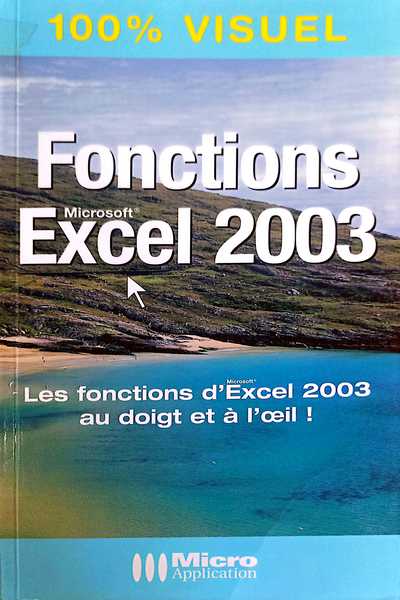 100% VISUEL
Fonctions
Microsoft
Excel 2003
Microsoft®
Les fonctions d'Excel 2003
au doigt et à l'œil !
Micro
Application